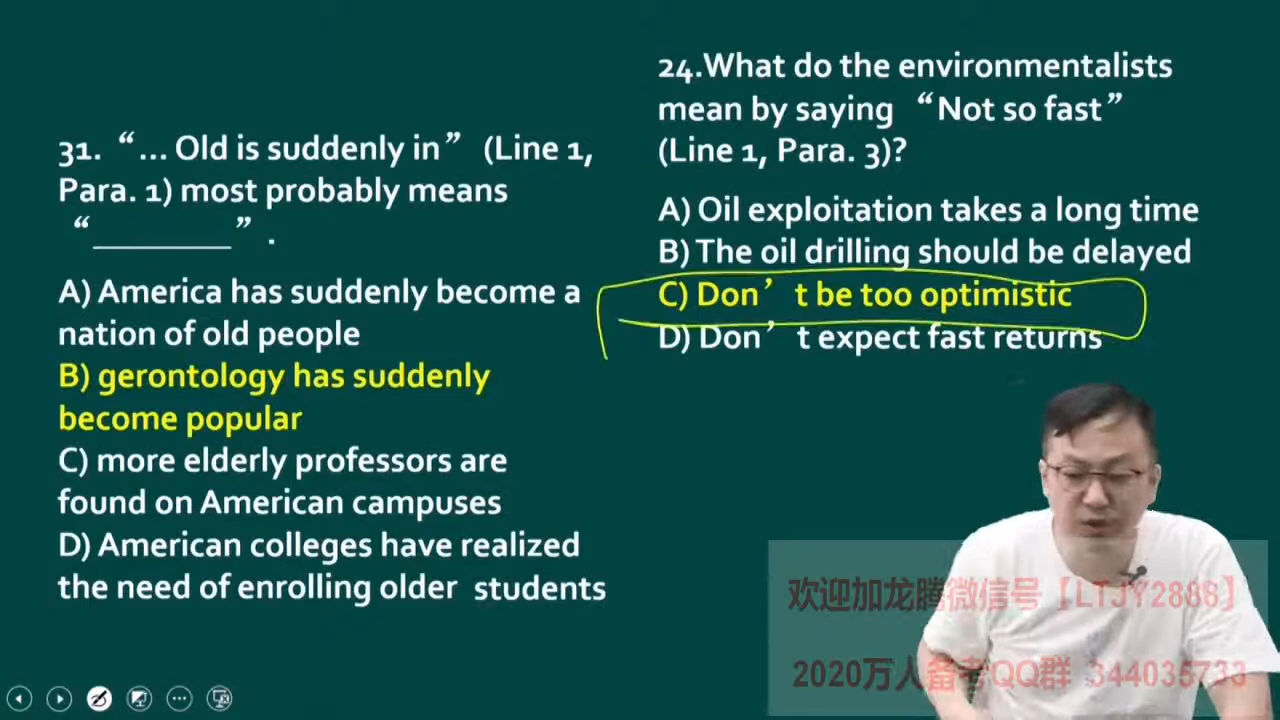 31.“... Old is suddenly in” (Line 1,
Para. 1) most probably means
“_________”.
A) America has suddenly become a
nation of old people
B) gerontology has suddenly
become popular
C) more elderly professors are
found on American campuses
D) American colleges have realized
the need of enrolling older students
24.What do the environmentalists
mean by saying “Not so fast”
(Line 1, Para. 3)?
A) Oil exploitation takes a long time
B) The oil drilling should be delayed
C) Don’t be too optimistic
D) Don’t expect fast returns
欢迎加龙腾微信号【LTJY2888】
2020万人备考QQ群 344035733